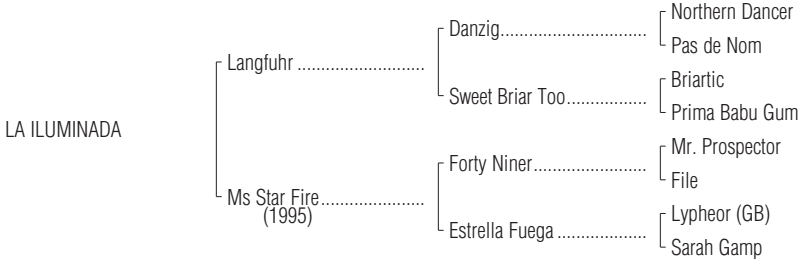 Northern Dancer
Danzig..............................
Pas de Nom
Langfuhr ..........................
Briartic
Sweet Briar Too................
Prima Babu Gum
LA ILUMINADA
Mr. Prospector
Forty Niner.......................
File
Ms Star Fire.....................
(1995)
Lypheor (GB)
Estrella Fuega ..................
Sarah Gamp